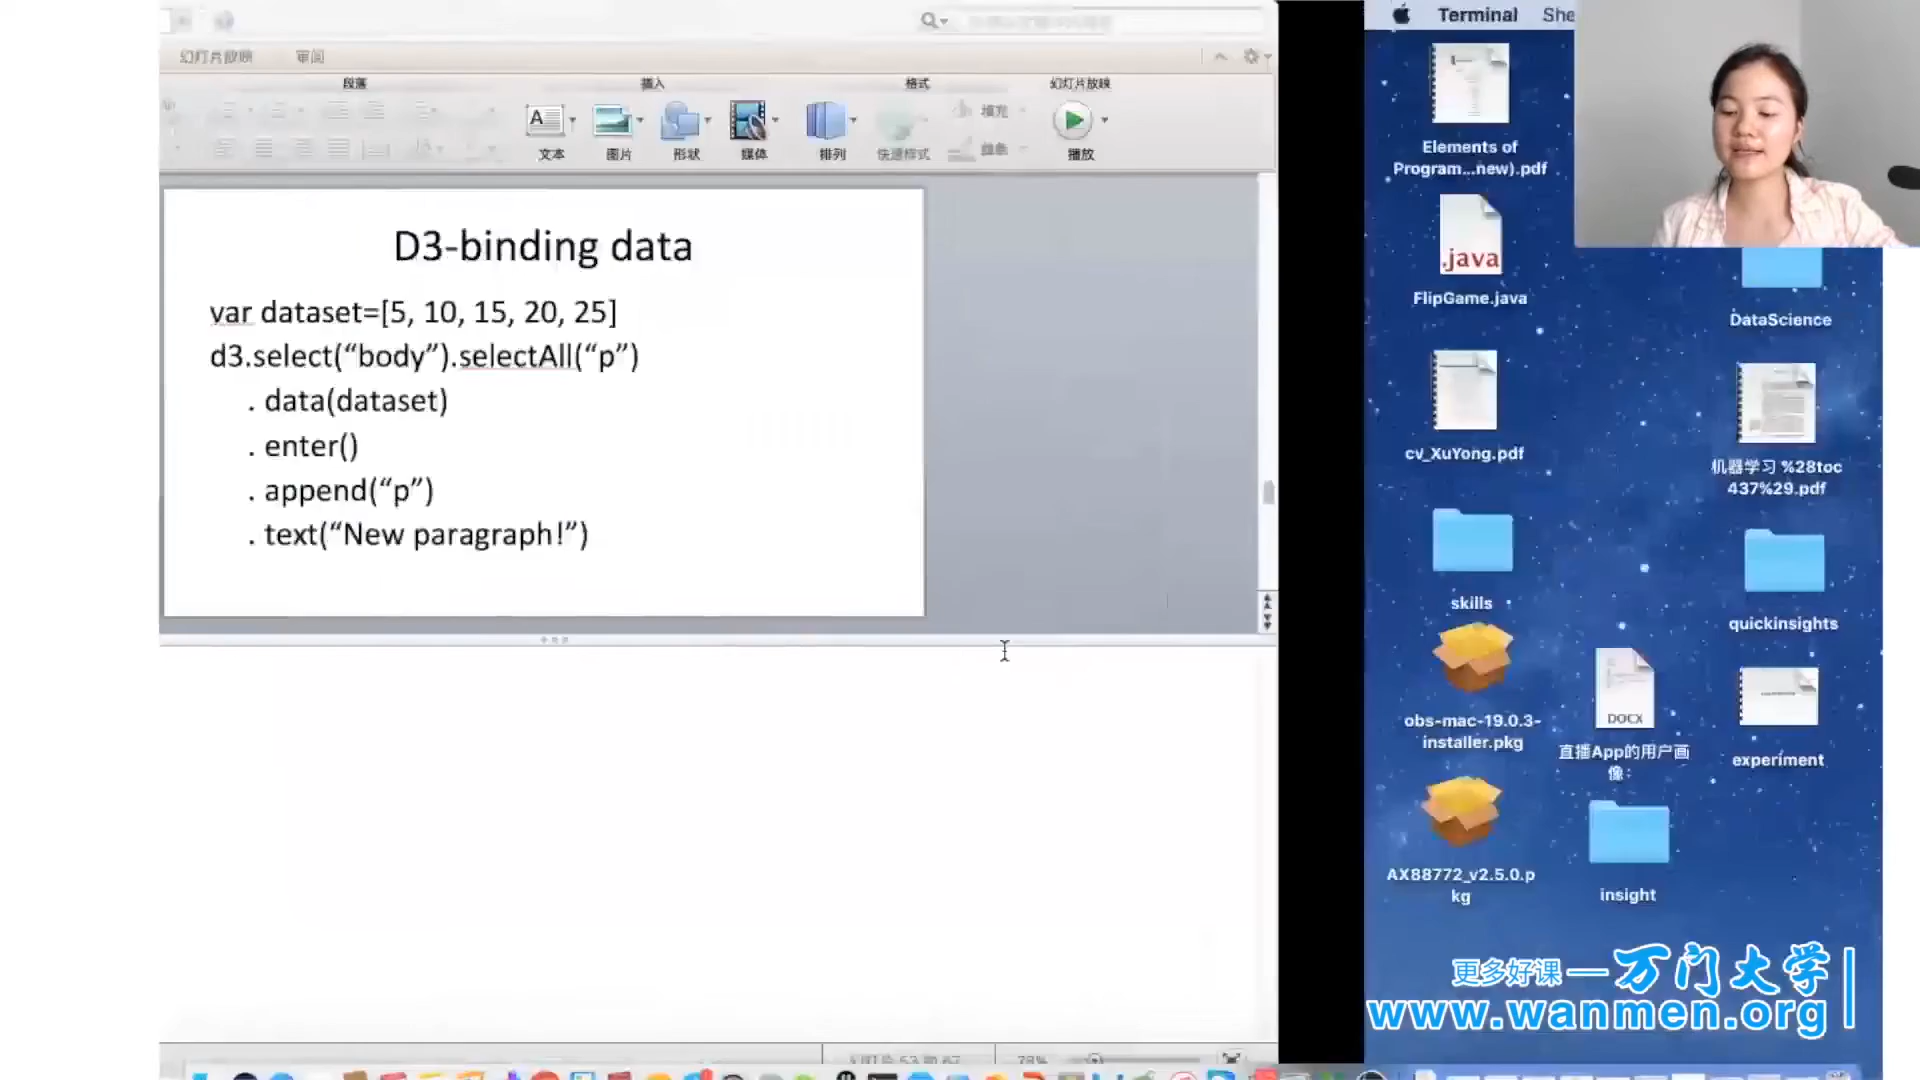 幻灯片放映 审阅
段落 插入 格式 幻灯片放映
填充
文本 图片 形状 媒体 排列 快速样式 播放
D3-binding data
var dataset=[5, 10, 15, 20, 25]
d3.select(“body”).selectAll(“p”)
. data(dataset)
. enter()
. append(“p”)
. text(“New paragraph!”)
78%
Terminal She
Elements of
Program...new).pdf
.java
FlipGame.java
DataScience
cv_XuYong.pdf
机器学习 %28toc
437%29.pdf
skills
quickinsights
obs-mac-19.0.3-
installer.pkg
DOCX
直播App的用户画
像:
experiment
AX88772_v2.5.0.p
kg
insight
更多好课—万门大学
www.wanmen.org